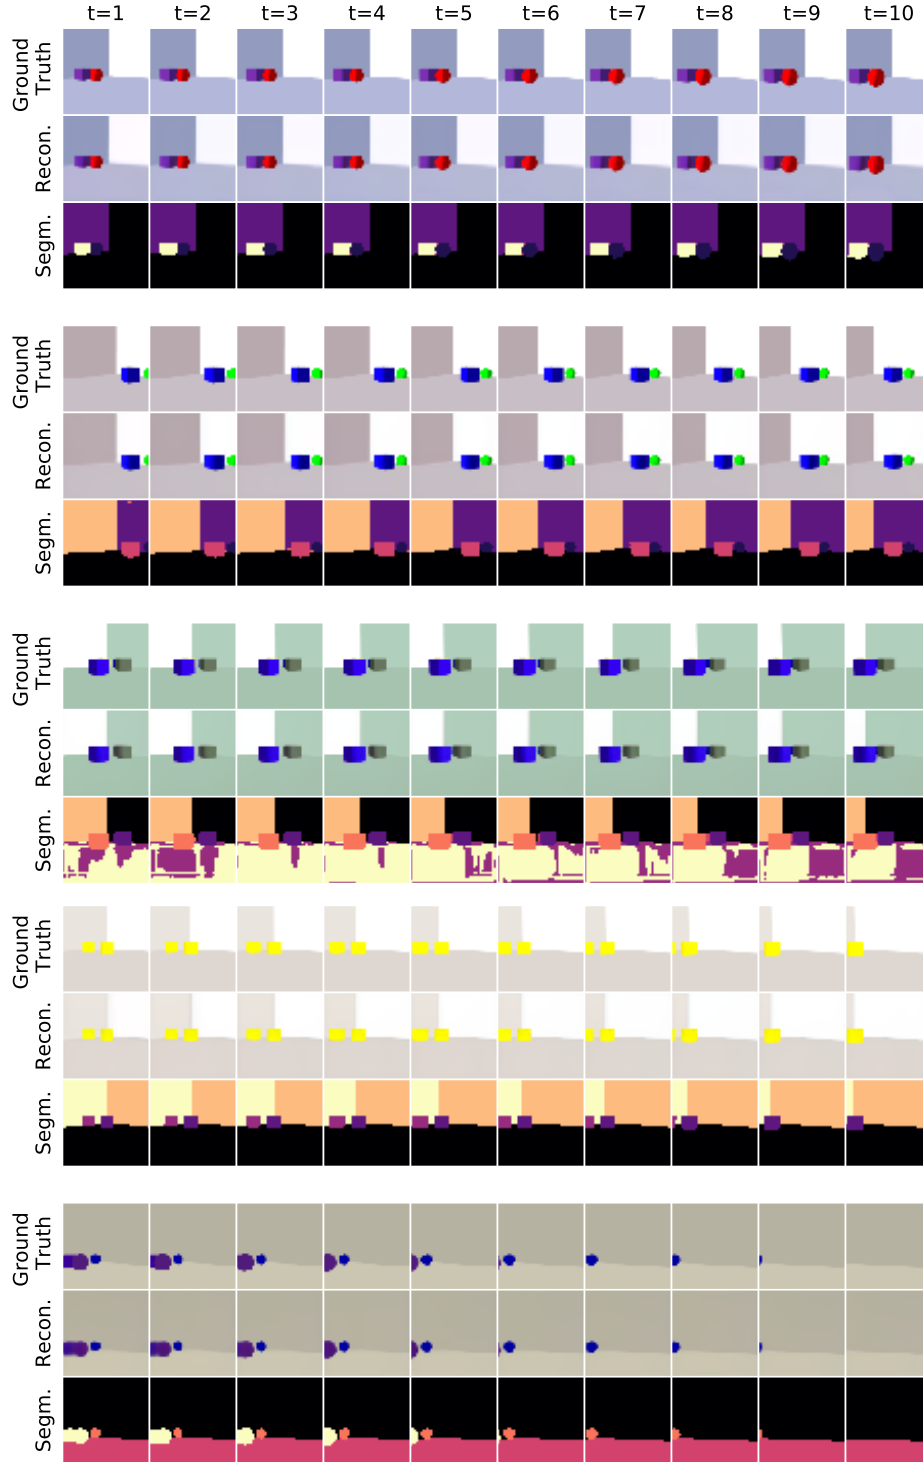 t=1 t=2 t=3 t=4 t=5 t=6 t=7 t=8 t=9 t=10
Ground
Truth
Recon.
Segm.
Ground
Truth
Recon.
Segm.
Ground
Truth
Recon.
Segm.
Ground
Truth
Recon.
Segm.
Ground
Truth
Recon.
Segm.